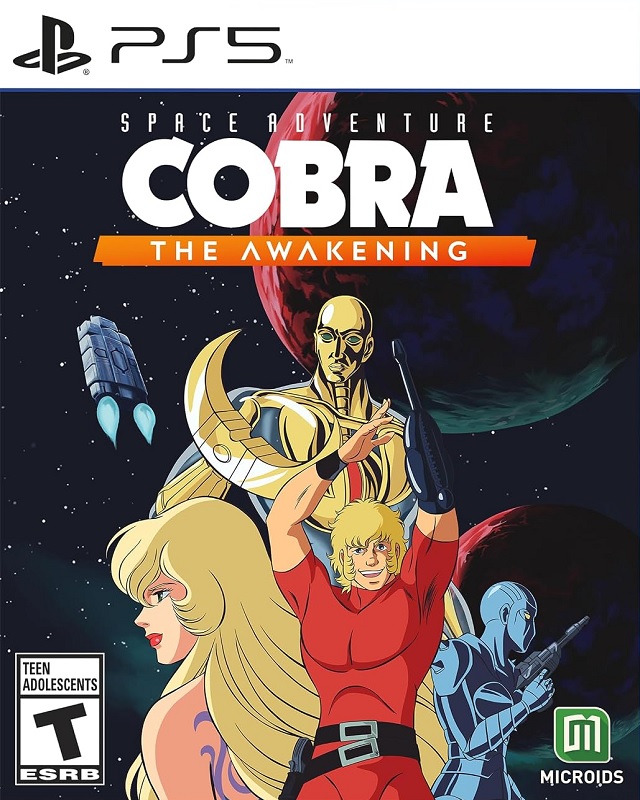 PS5
SPACE ADVENTURE
COBRA
THE AWAKENING
TEEN
ADOLESCENTS
T
ESRB
MICROIDS